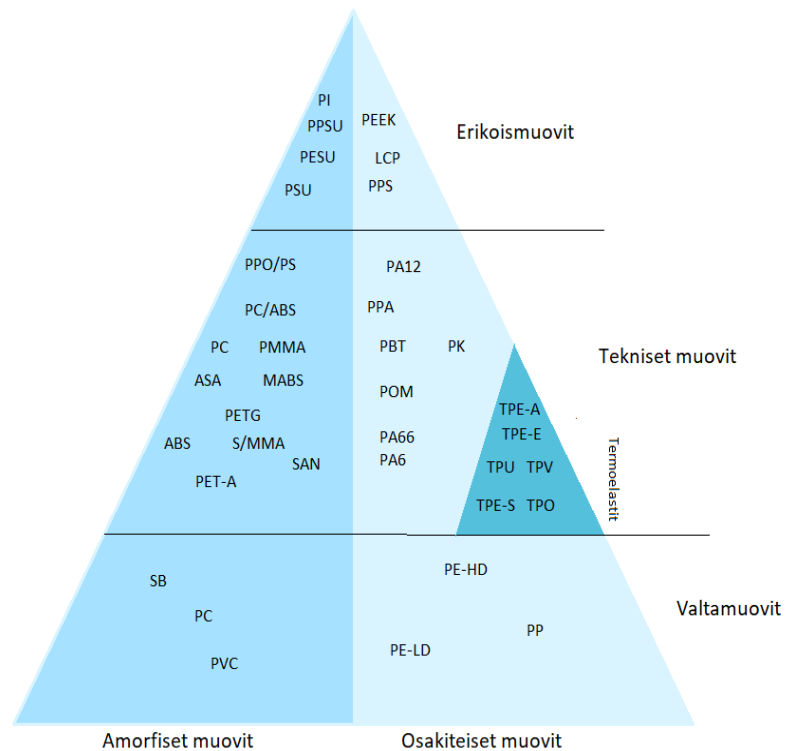 PI
PPSU
PEEK
Erikoismuovit
PESU
LCP
PSU
PPS
PPO/PS
PA12
PC/ABS
PPA
PC
PMMA
PBT
PK
Tekniset muovit
ASA
MABS
POM
PETG
TPE-A
ABS
S/MMA
PA66
TPE-E
SAN
PA6
TPU
TPV
Termoelastit
PET-A
TPE-S
TPO
SB
PE-HD
PC
Valtamuovit
PP
PVC
PE-LD
Amorfiset muovit
Osakiteiset muovit